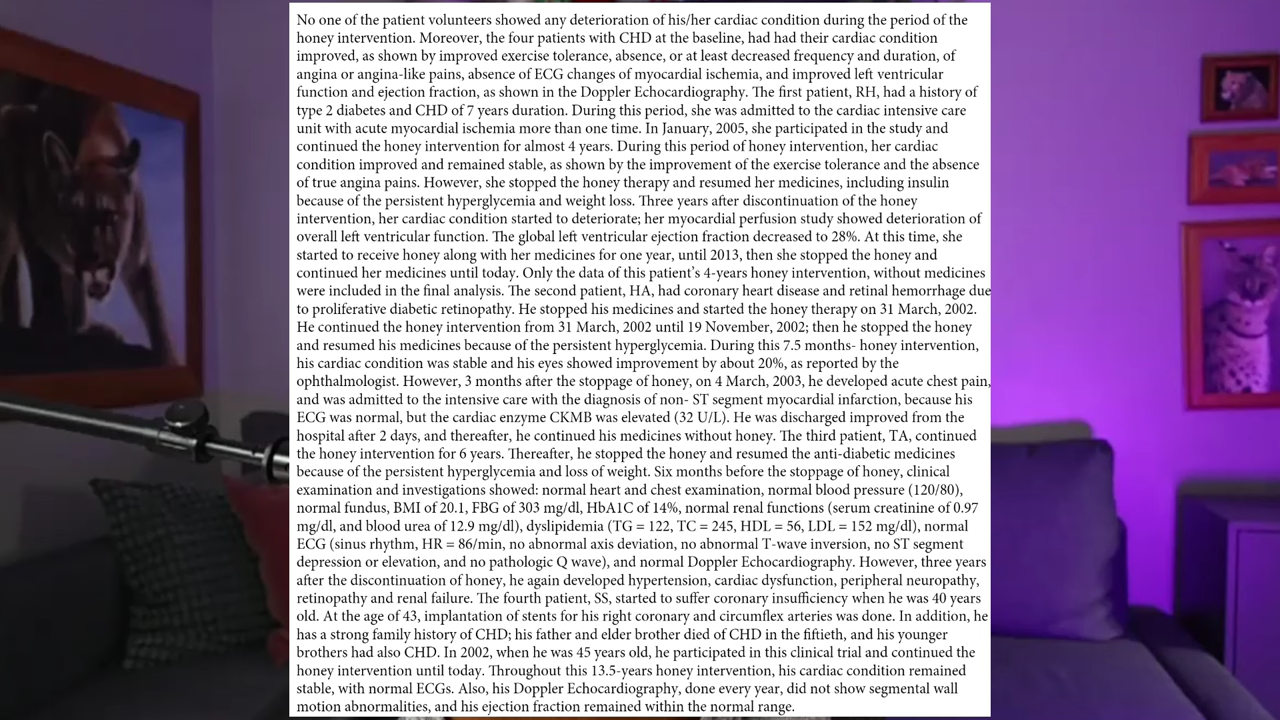 No one of the patient volunteers showed any deterioration of his/her cardiac condition during the period of the
honey intervention. Moreover, the four patients with CHD at the baseline, had had their cardiac condition
improved, as shown by improved exercise tolerance, absence, or at least decreased frequency and duration, of
angina or angina-like pains, absence of ECG changes of myocardial ischemia, and improved left ventricular
function and ejection fraction, as shown in the Doppler Echocardiography. The first patient, RH, had a history of
type 2 diabetes and CHD of 7 years duration. During this period, she was admitted to the cardiac intensive care
unit with acute myocardial ischemia more than one time. In January, 2005, she participated in the study and
continued the honey intervention for almost 4 years. During this period of honey intervention, her cardiac
condition improved and remained stable, as shown by the improvement of the exercise tolerance and the absence
of true angina pains. However, she stopped the honey therapy and resumed her medicines, including insulin
because of the persistent hyperglycemia and weight loss. Three years after discontinuation of the honey
intervention, her cardiac condition started to deteriorate; her myocardial perfusion study showed deterioration of
overall left ventricular function. The global left ventricular ejection fraction decreased to 28%. At this time, she
started to receive honey along with her medicines for one year, until 2013, then she stopped the honey and
continued her medicines until today. Only the data of this patient's 4-years honey intervention, without medicines
were included in the final analysis. The second patient, HA, had coronary heart disease and retinal hemorrhage due
to proliferative diabetic retinopathy. He stopped his medicines and started the honey therapy on 31 March, 2002.
He continued the honey intervention from 31 March, 2002 until 19 November, 2002; then he stopped the honey
and resumed his medicines because of the persistent hyperglycemia. During this 7.5 months- honey intervention,
his cardiac condition was stable and his eyes showed improvement by about 20%, as reported by the
ophthalmologist. However, 3 months after the stoppage of honey, on 4 March, 2003, he developed acute chest pain,
and was admitted to the intensive care with the diagnosis of non- ST segment myocardial infarction, because his
ECG was normal, but the cardiac enzyme CKMB was elevated (32 U/L). He was discharged improved from the
hospital after 2 days, and thereafter, he continued his medicines without honey. The third patient, TA, continued
the honey intervention for 6 years. Thereafter, he stopped the honey and resumed the anti-diabetic medicines
because of the persistent hyperglycemia and loss of weight. Six months before the stoppage of honey, clinical
examination and investigations showed: normal heart and chest examination, normal blood pressure (120/80),
normal fundus, BMI of 20.1, FBG of 303 mg/dl, HbA1C of 14%, normal renal functions (serum creatinine of 0.97
mg/dl, and blood urea of 12.9 mg/dl), dyslipidemia (TG = 122, TC = 245, HDL = 56, LDL = 152 mg/dl), normal
ECG (sinus rhythm, HR = 86/min, no abnormal axis deviation, no abnormal T-wave inversion, no ST segment
depression or elevation, and no pathologic Q wave), and normal Doppler Echocardiography. However, three years
after the discontinuation of honey, he again developed hypertension, cardiac dysfunction, peripheral neuropathy,
retinopathy and renal failure. The fourth patient, SS, started to suffer coronary insufficiency when he was 40 years
old. At the age of 43, implantation of stents for his right coronary and circumflex arteries was done. In addition, he
has a strong family history of CHD; his father and elder brother died of CHD in the fiftieth, and his younger
brothers had also CHD. In 2002, when he was 45 years old, he participated in this clinical trial and continued the
honey intervention until today. Throughout this 13.5-years honey intervention, his cardiac condition remained
stable, with normal ECGs. Also, his Doppler Echocardiography, done every year, did not show segmental wall
motion abnormalities, and his ejection fraction remained within the normal range.